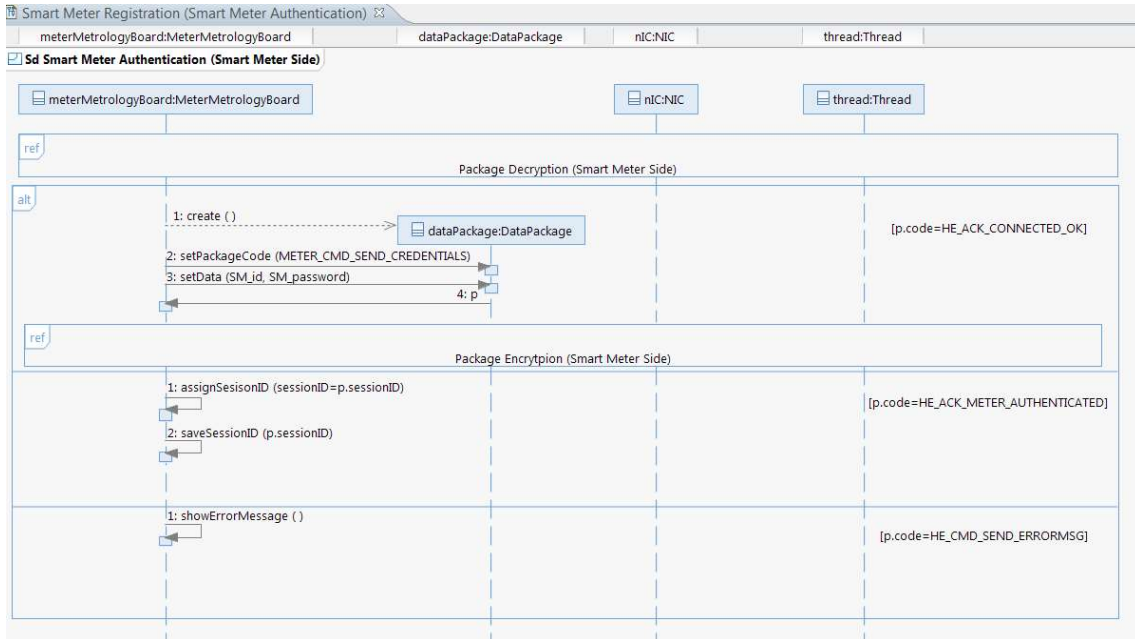 Smart Meter Registration (Smart Meter Authentication)
meterMetrologyBoard:MeterMetrologyBoard dataPackage:DataPackage nIC:NIC thread:Thread
Sd Smart Meter Authentication (Smart Meter Side)
meterMetrologyBoard:MeterMetrologyBoard nIC:NIC thread:Thread
ref
Package Decryption (Smart Meter Side)
alt
1: create ( )
dataPackage:DataPackage [p.code=HE_ACK_CONNECTED_OK]
2: setPackageCode (METER_CMD_SEND_CREDENTIALS)
3: setData (SM_id, SM_password)
4: p
ref
Package Encrytpion (Smart Meter Side)
1: assignSesisonID (sessionID=p.sessionID)
[p.code=HE_ACK_METER_AUTHENTICATED]
2: saveSessionID (p.sessionID)
1: showErrorMessage ( )
[p.code=HE_CMD_SEND_ERRORMSG]